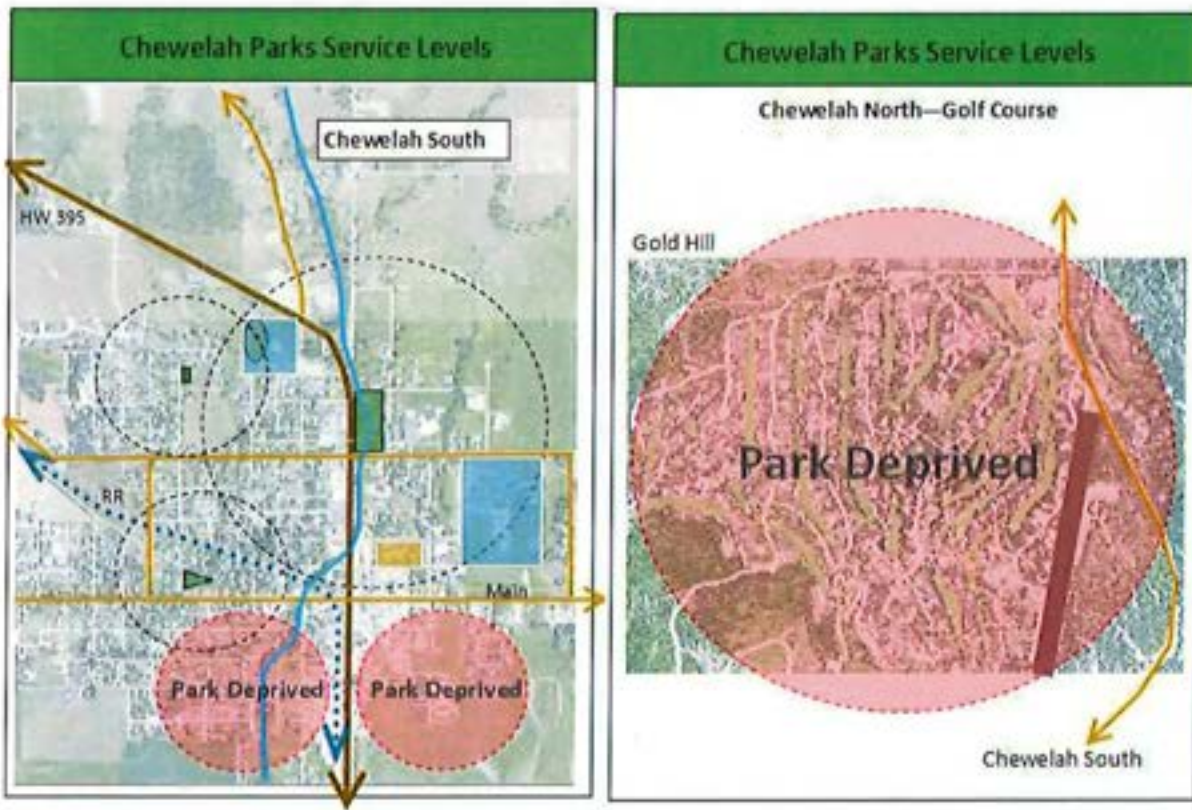 Chewelah Parks Service Levels
Chewelah South
HW 395
RR
Main
Park Deprived
Park Deprived
Chewelah Parks Service Levels
Chewelah North—Golf Course
Gold Hill
Park Deprived
Chewelah South